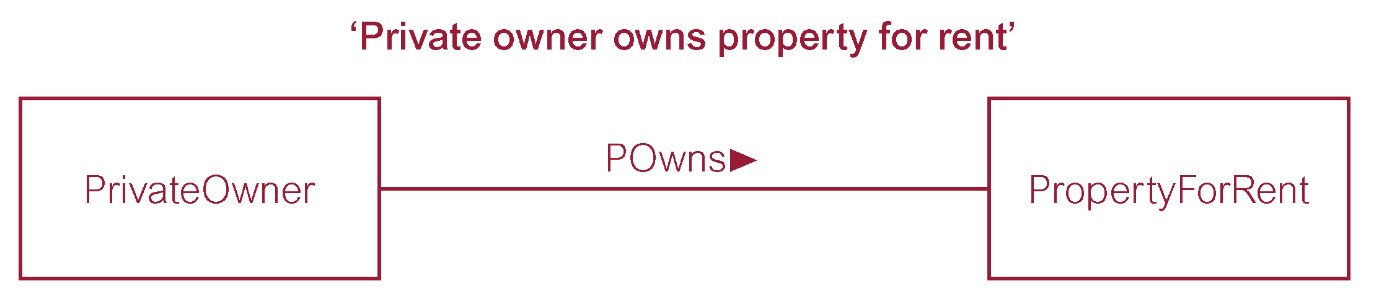 ‘Private owner owns property for rent’
POwns►
PrivateOwner
PropertyForRent